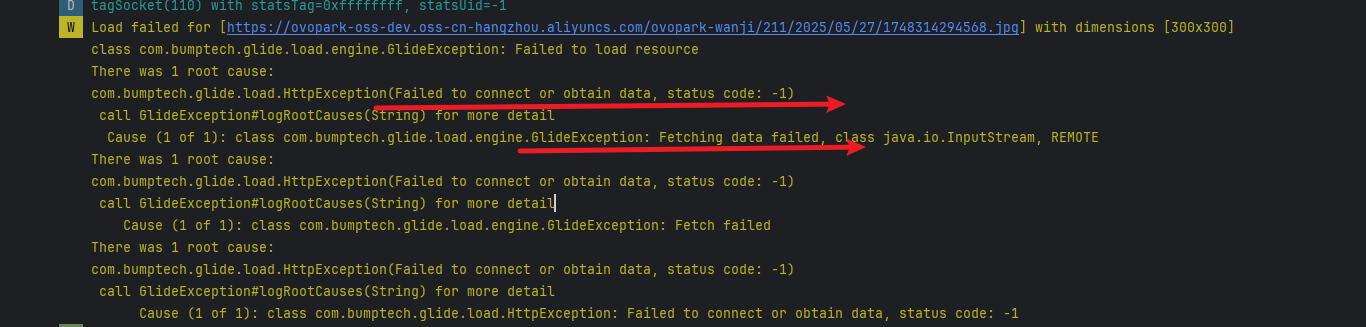 D tagSocket(110) with statsTag=0xffffffff, statsUid=-1
W Load failed for [https://ovopark-oss-dev.oss-cn-hangzhou.aliyuncs.com/ovopark-wanji/211/2025/05/27/1748314294568.jpg] with dimensions [300x300]
class com.bumptech.glide.load.engine.GlideException: Failed to load resource
There was 1 root cause:
com.bumptech.glide.load.HttpException(Failed to connect or obtain data, status code: -1)
call GlideException#logRootCauses(String) for more detail
Cause (1 of 1): class com.bumptech.glide.load.engine.GlideException: Fetching data failed, class java.io.InputStream, REMOTE
There was 1 root cause:
com.bumptech.glide.load.HttpException(Failed to connect or obtain data, status code: -1)
call GlideException#logRootCauses(String) for more detail
Cause (1 of 1): class com.bumptech.glide.load.engine.GlideException: Fetch failed
There was 1 root cause:
com.bumptech.glide.load.HttpException(Failed to connect or obtain data, status code: -1)
call GlideException#logRootCauses(String) for more detail
Cause (1 of 1): class com.bumptech.glide.load.HttpException: Failed to connect or obtain data, status code: -1